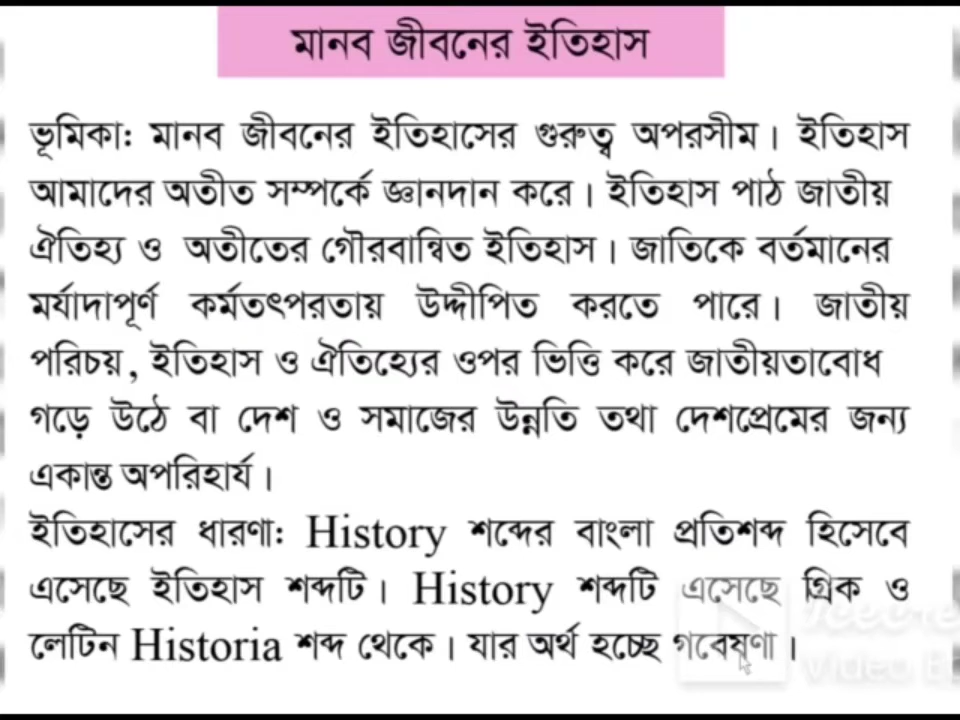 মানব জীবনের ইতিহাস
ভূমিকা: মানব জীবনের ইতিহাসের গুরুত্ব অপরসীম। ইতিহাস
আমাদের অতীত সম্পর্কে জ্ঞানদান করে। ইতিহাস পাঠ জাতীয়
ঐতিহ্য ও অতীতের গৌরবান্বিত ইতিহাস। জাতিকে বর্তমানের
মর্যাদাপূর্ণ কর্মতৎপরতায় উদ্দীপিত করতে পারে। জাতীয়
পরিচয়, ইতিহাস ও ঐতিহ্যের ওপর ভিত্তি করে জাতীয়তাবোধ
গড়ে উঠে বা দেশ ও সমাজের উন্নতি তথা দেশপ্রেমের জন্য
একান্ত অপরিহার্য।
ইতিহাসের ধারণা: History শব্দের বাংলা প্রতিশব্দ হিসেবে
এসেছে ইতিহাস শব্দটি। History শব্দটি এসেছে গ্রিক ও
লেটিন Historia শব্দ থেকে। যার অর্থ হচ্ছে গবেষণা।
Video